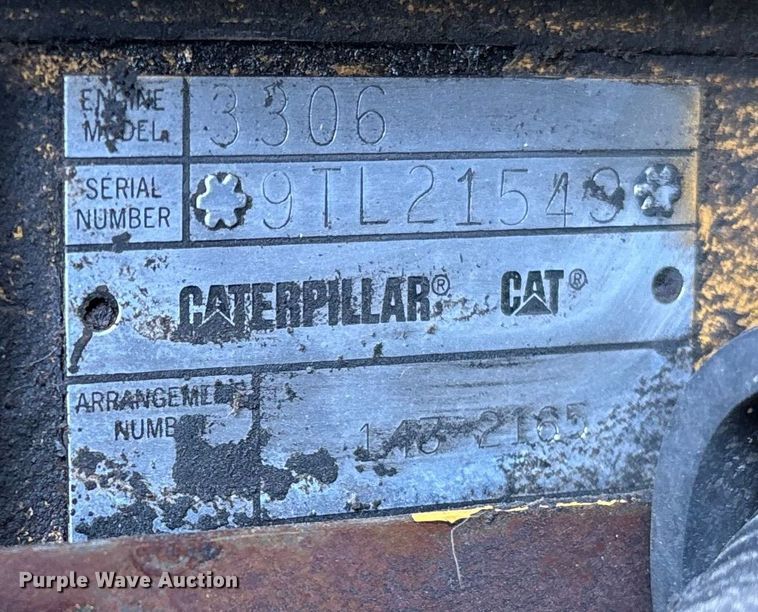 ENGINE MODEL 3306
SERIAL NUMBER 9TL21549
CATERPILLAR® CAT®
ARRANGEMENT NUMBER 143-2165
Purple Wave Auction